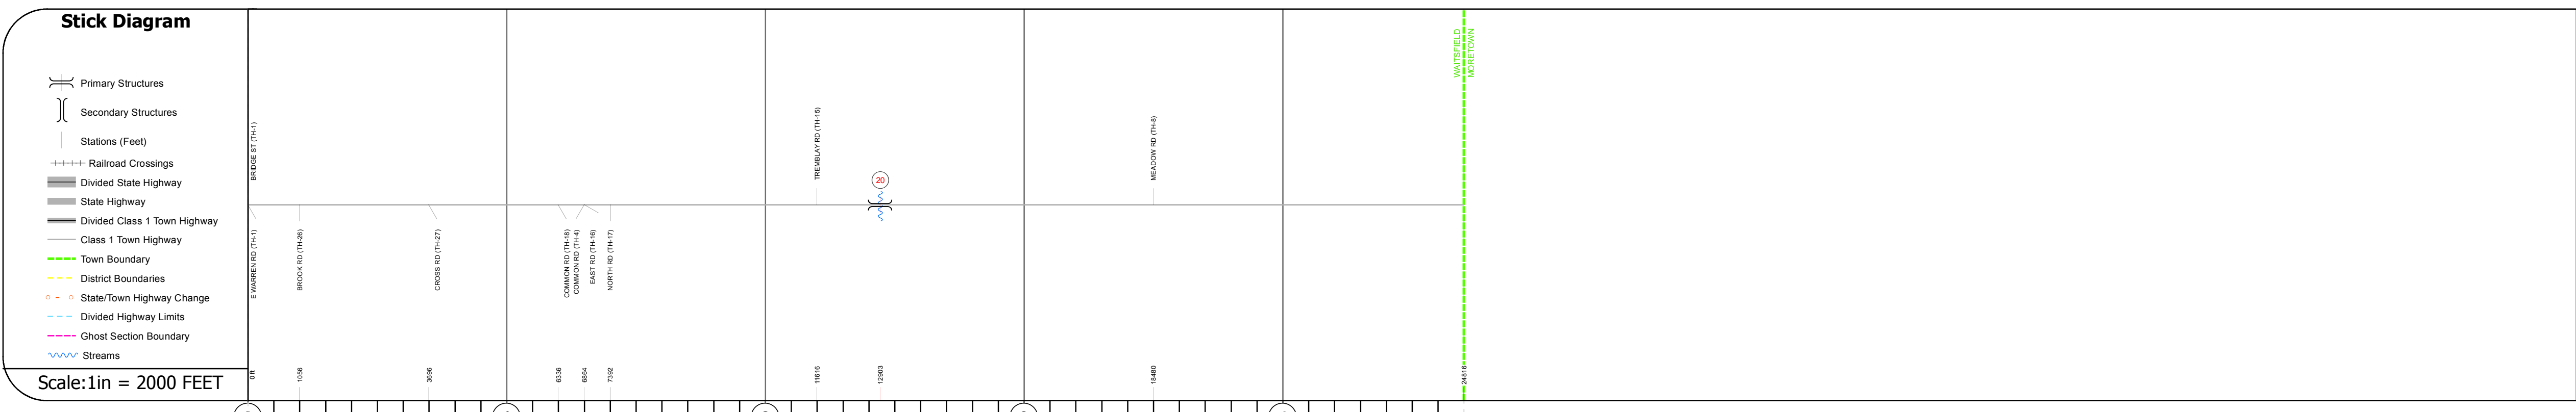 Stick Diagram
Primary Structures
Secondary Structures
Stations (Feet)
Railroad Crossings
Divided State Highway
State Highway
Divided Class 1 Town Highway
Class 1 Town Highway
Town Boundary
District Boundaries
State/Town Highway Change
Divided Highway Limits
Ghost Section Boundary
Streams
Scale:1in = 2000 FEET
BRIDGE ST (TH-1)
TREMBLAY RD (TH-15)
20
MEADOW RD (TH-8)
WAITSFIELD
MORETOWN
E WARREN RD (TH-1)
BROOK RD (TH-26)
CROSS RD (TH-27)
COMMON RD (TH-18)
COMMON RD (TH-4)
EAST RD (TH-16)
NORTH RD (TH-17)
0 ft
1056
3696
6336
6864
7392
11616
12903
18480
24816